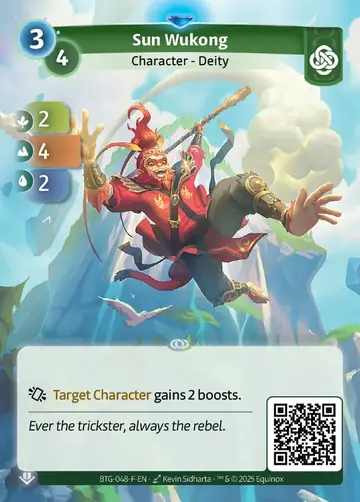 3
Sun Wukong
4
Character - Deity
2
4
2
Target Character gains 2 boosts.
Ever the trickster, always the rebel.
BTG-048-F-EN - Kevin Sidharta - ™ & © 2025 Equinox